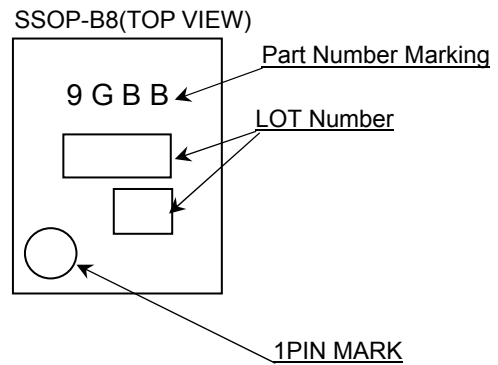 SSOP-B8(TOP VIEW)
Part Number Marking
9 G B B
LOT Number
1PIN MARK